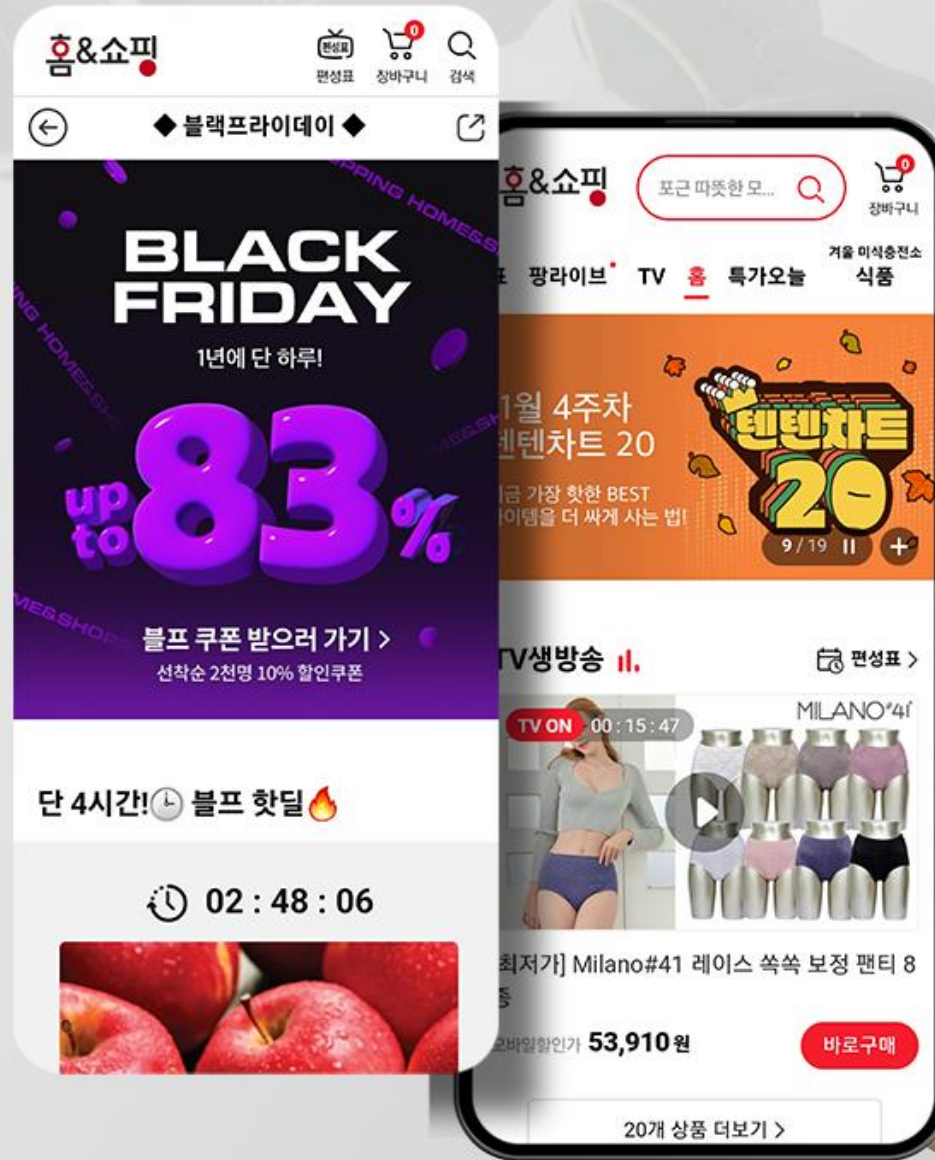 홈&쇼핑
편성표
편성표
0
장바구니
검색
◆ 블랙프라이데이 ◆
BLACK
FRIDAY
1년에 단 하루!
up
to
83%
블프 쿠폰 받으러 가기 >
선착순 2천명 10% 할인쿠폰
단 4시간! 블프 핫딜
02 : 48 : 06
홈&쇼핑
포근 따뜻한 모...
0
장바구니
팡라이브
TV
홈
특가오늘
겨울 미식충전소
식품
1월 4주차
텐텐차트 20
가장 핫한 BEST
더 싸게 사는 법!
텐텐차트
20
9 / 19
TV생방송
편성표 >
TV ON 00 : 15 : 47
MILANO#41
최저가] Milano#41 레이스 쏙쏙 보정 팬티 8
종
모바일할인가 53,910원
바로구매
20개 상품 더보기 >